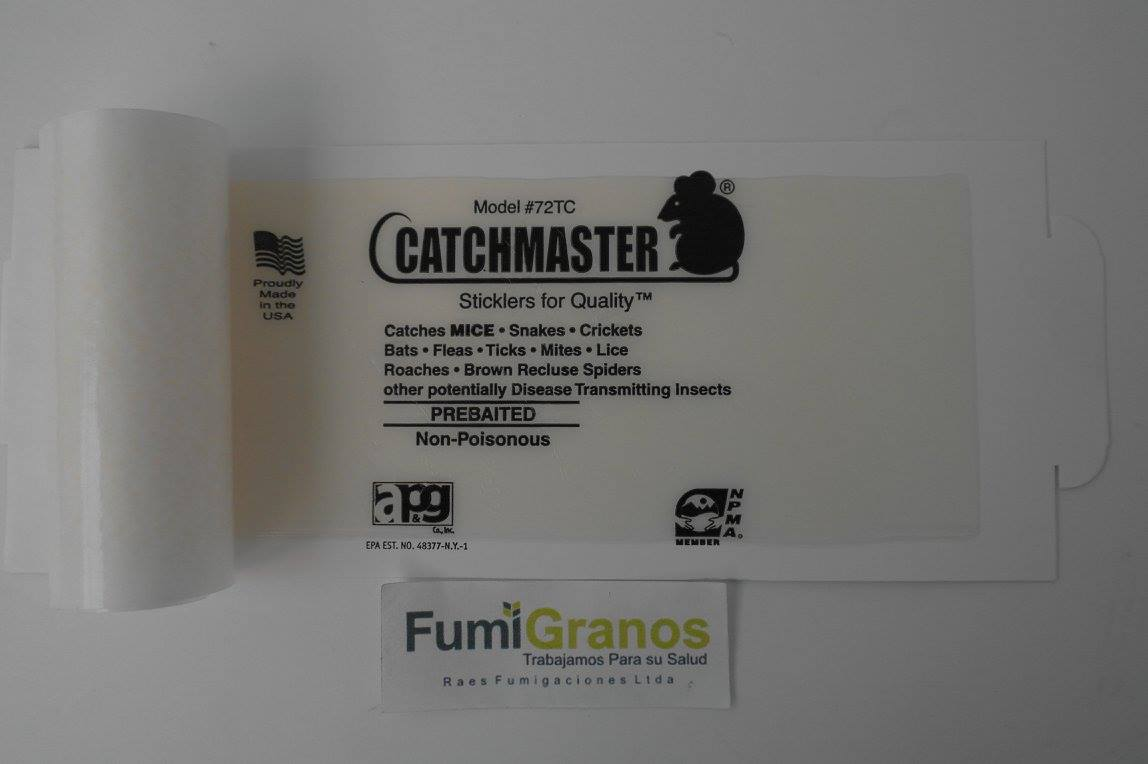 Model #72TC
CATCHMASTER®
Sticklers for Quality™
Proudly
Made
in the
USA
Catches MICE • Snakes • Crickets
Bats • Fleas • Ticks • Mites • Lice
Roaches • Brown Recluse Spiders
other potentially Disease Transmitting Insects
PREBAITED
Non-Poisonous
ap&g
Co., Inc.
EPA EST. NO. 48377-N.Y.-1
NPMA®
MEMBER
FumiGranos
Trabajamos Para su Salud
Raes Fumigaciones Ltda